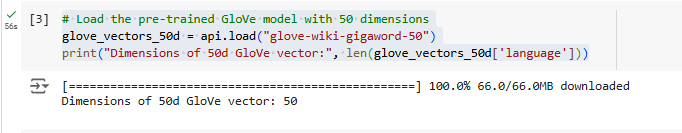 [3]
56s
# Load the pre-trained GloVe model with 50 dimensions
glove_vectors_50d = api.load("glove-wiki-gigaword-50")
print("Dimensions of 50d GloVe vector:", len(glove_vectors_50d['language']))
[==================================================] 100.0% 66.0/66.0MB downloaded
Dimensions of 50d GloVe vector: 50